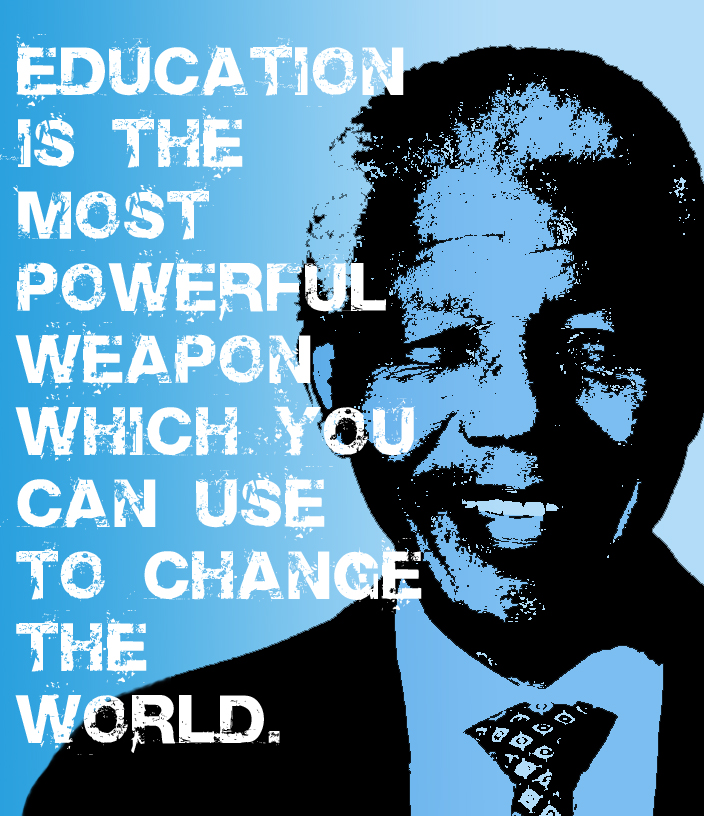 EDUCATION
IS THE
MOST
POWERFUL
WEAPON
WHICH YOU
CAN USE
TO CHANGE
THE
WORLD.